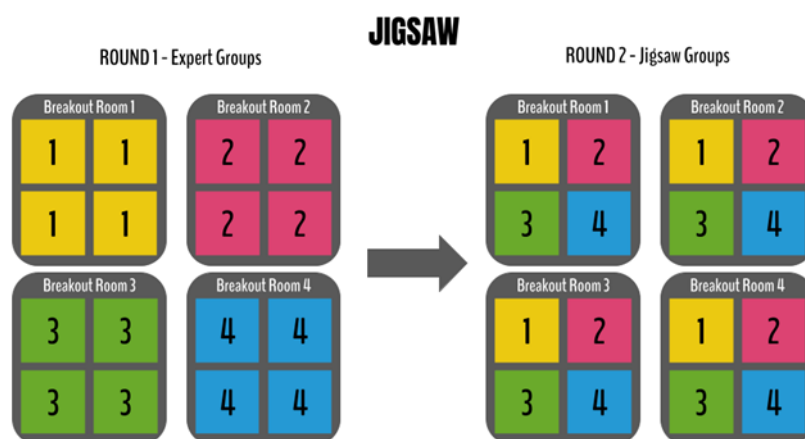 JIGSAW
ROUND 1 - Expert Groups
Breakout Room 1
1 1
1 1
Breakout Room 2
2 2
2 2
Breakout Room 3
3 3
3 3
Breakout Room 4
4 4
4 4
ROUND 2 - Jigsaw Groups
Breakout Room 1
1 2
3 4
Breakout Room 2
1 2
3 4
Breakout Room 3
1 2
3 4
Breakout Room 4
1 2
3 4